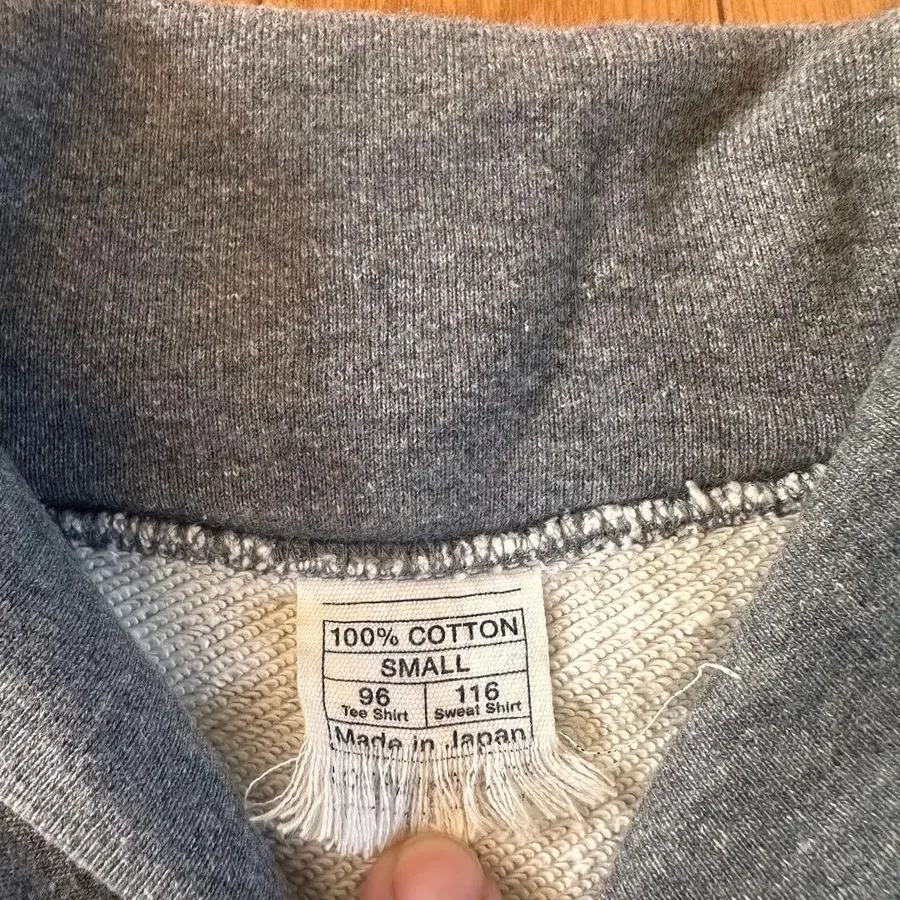 100% COTTON
SMALL
96 116
Tee Shirt Sweat Shirt
Made in Japan